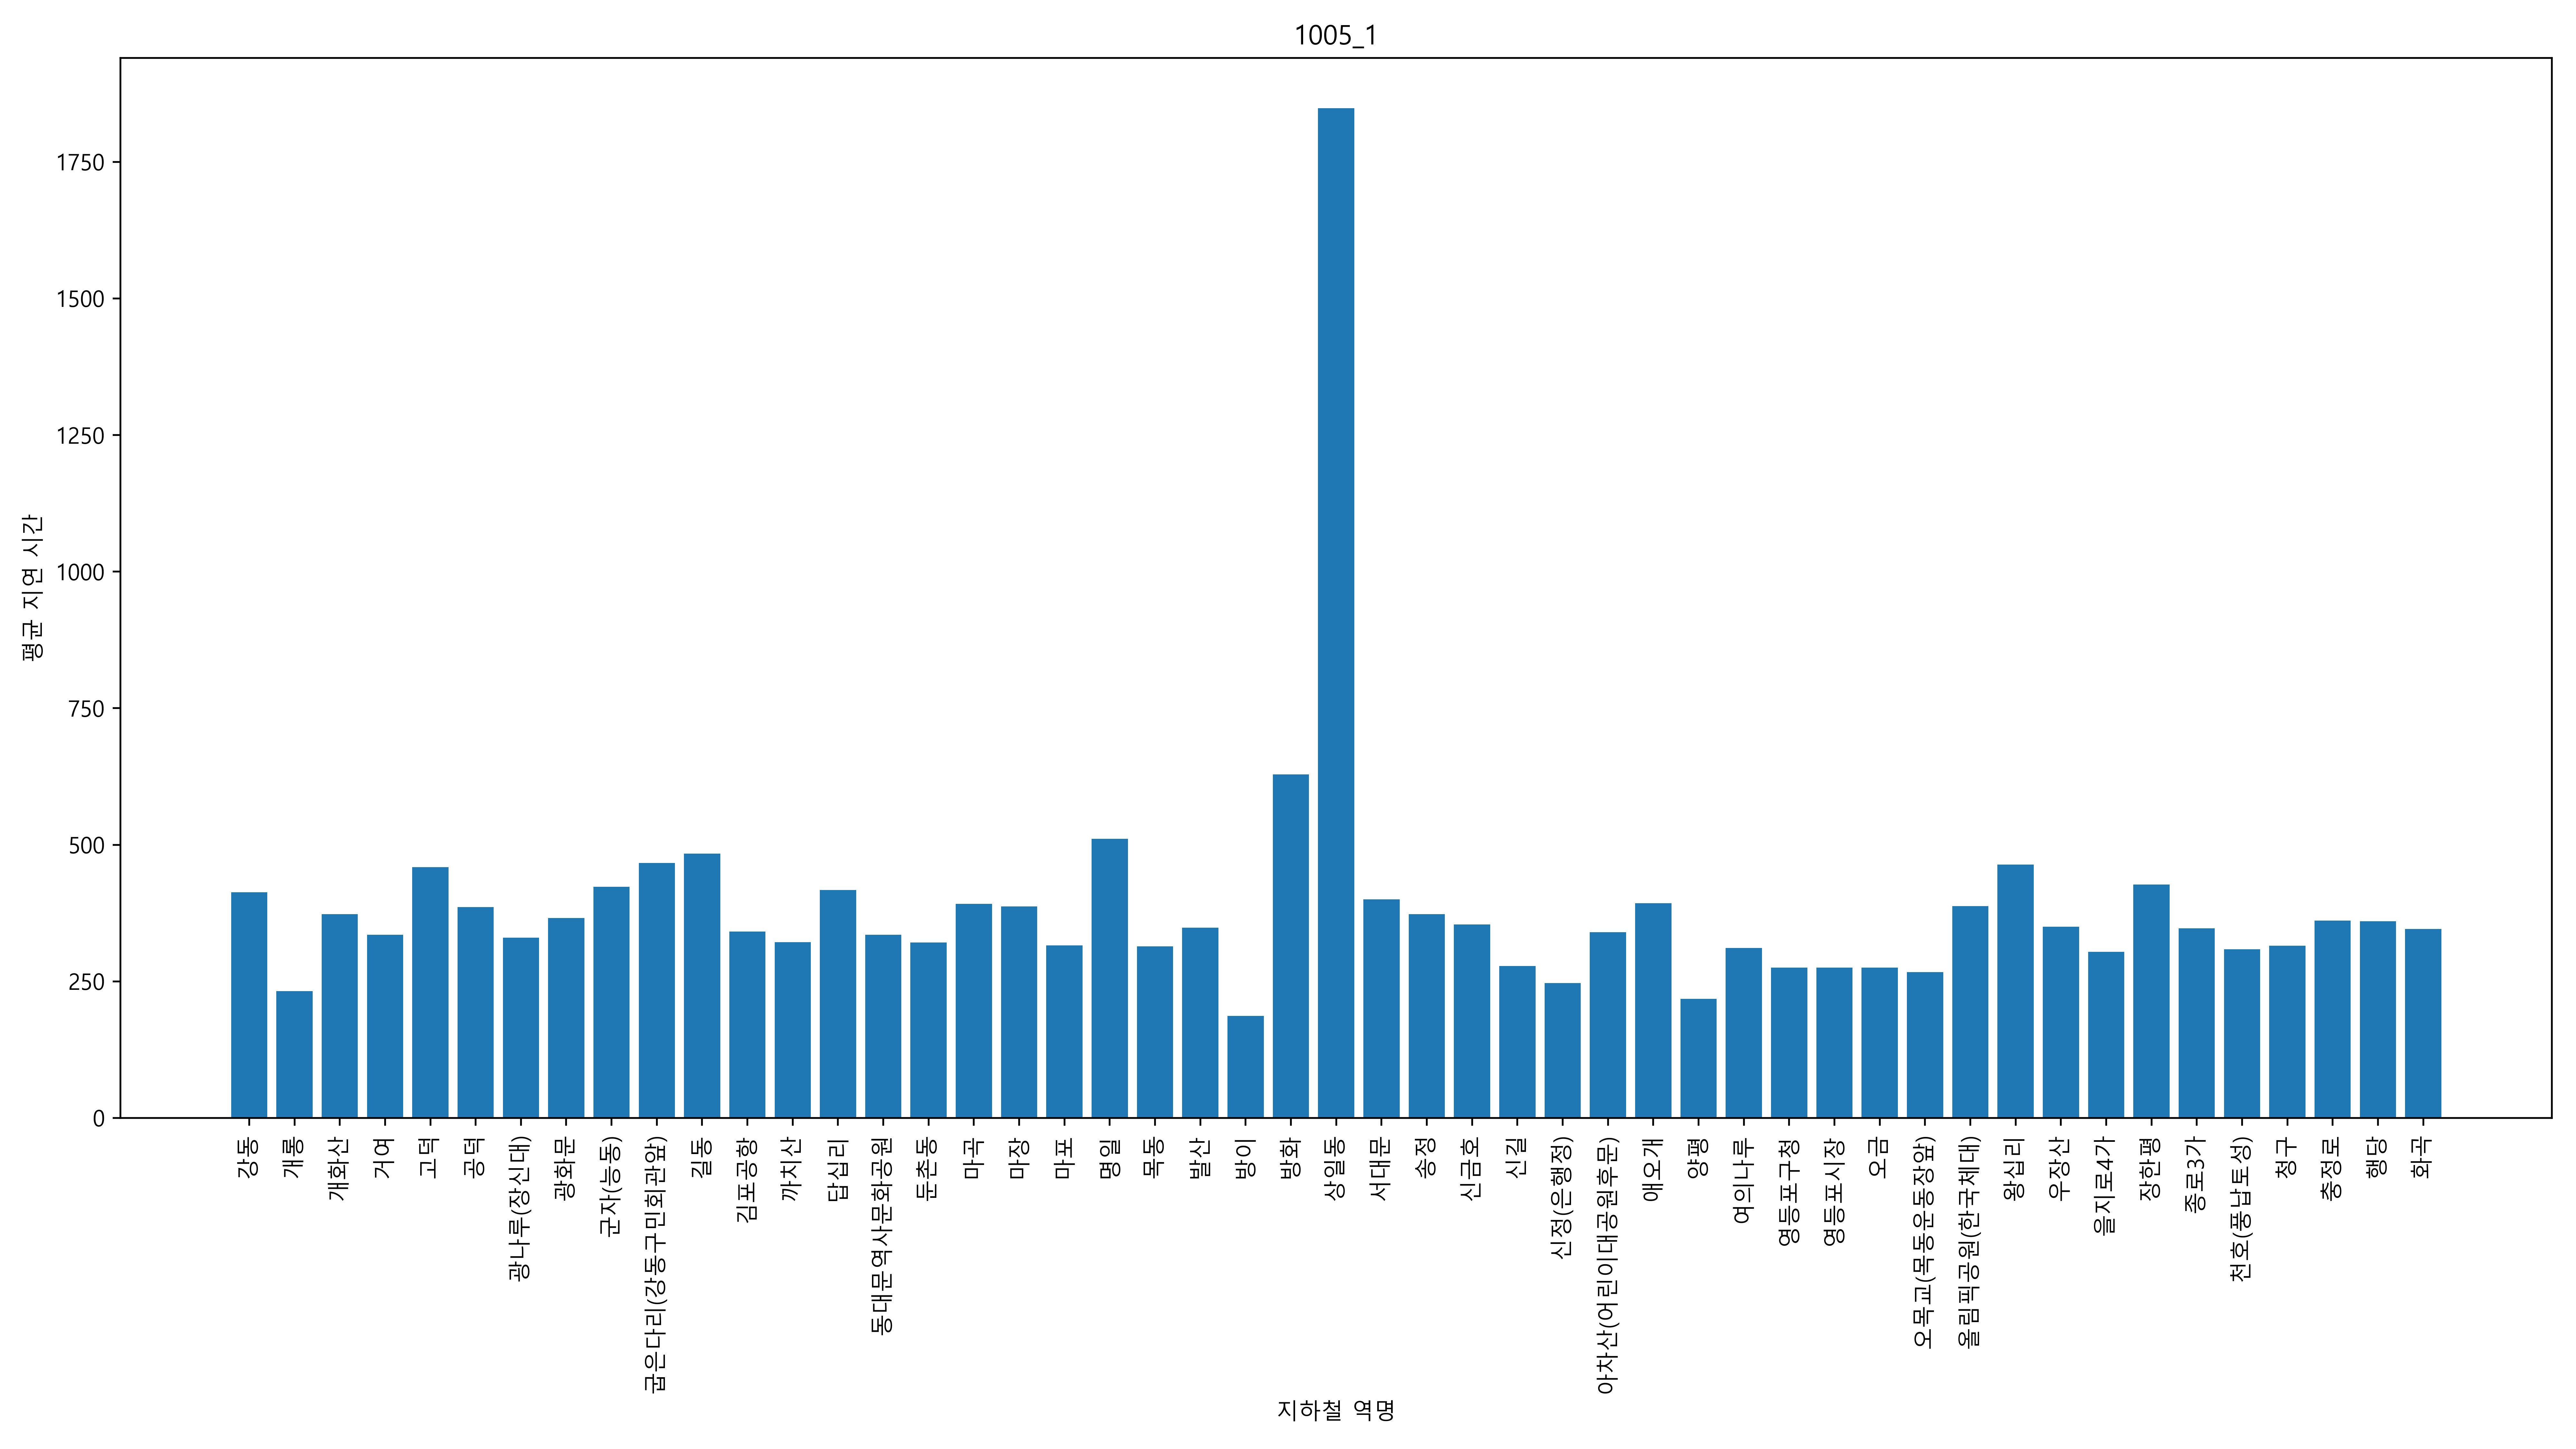 1005_1
평균 지연 시간
1750
1500
1250
1000
750
500
250
0
강동
개롱
개화산
거여
고덕
공덕
광나루(장신대)
광화문
군자(능동)
굽은다리(강동구민회관앞)
길동
김포공항
까치산
답십리
동대문역사문화공원
둔촌동
마곡
마장
마포
명일
목동
발산
방이
방화
상일동
서대문
송정
신금호
신길
신정(은행정)
아차산(어린이대공원후문)
애오개
양평
여의나루
영등포구청
영등포시장
오금
오목교(목동운동장앞)
올림픽공원(한국체대)
왕십리
우장산
을지로4가
장한평
종로3가
천호(풍납토성)
청구
충정로
행당
화곡
지하철 역명